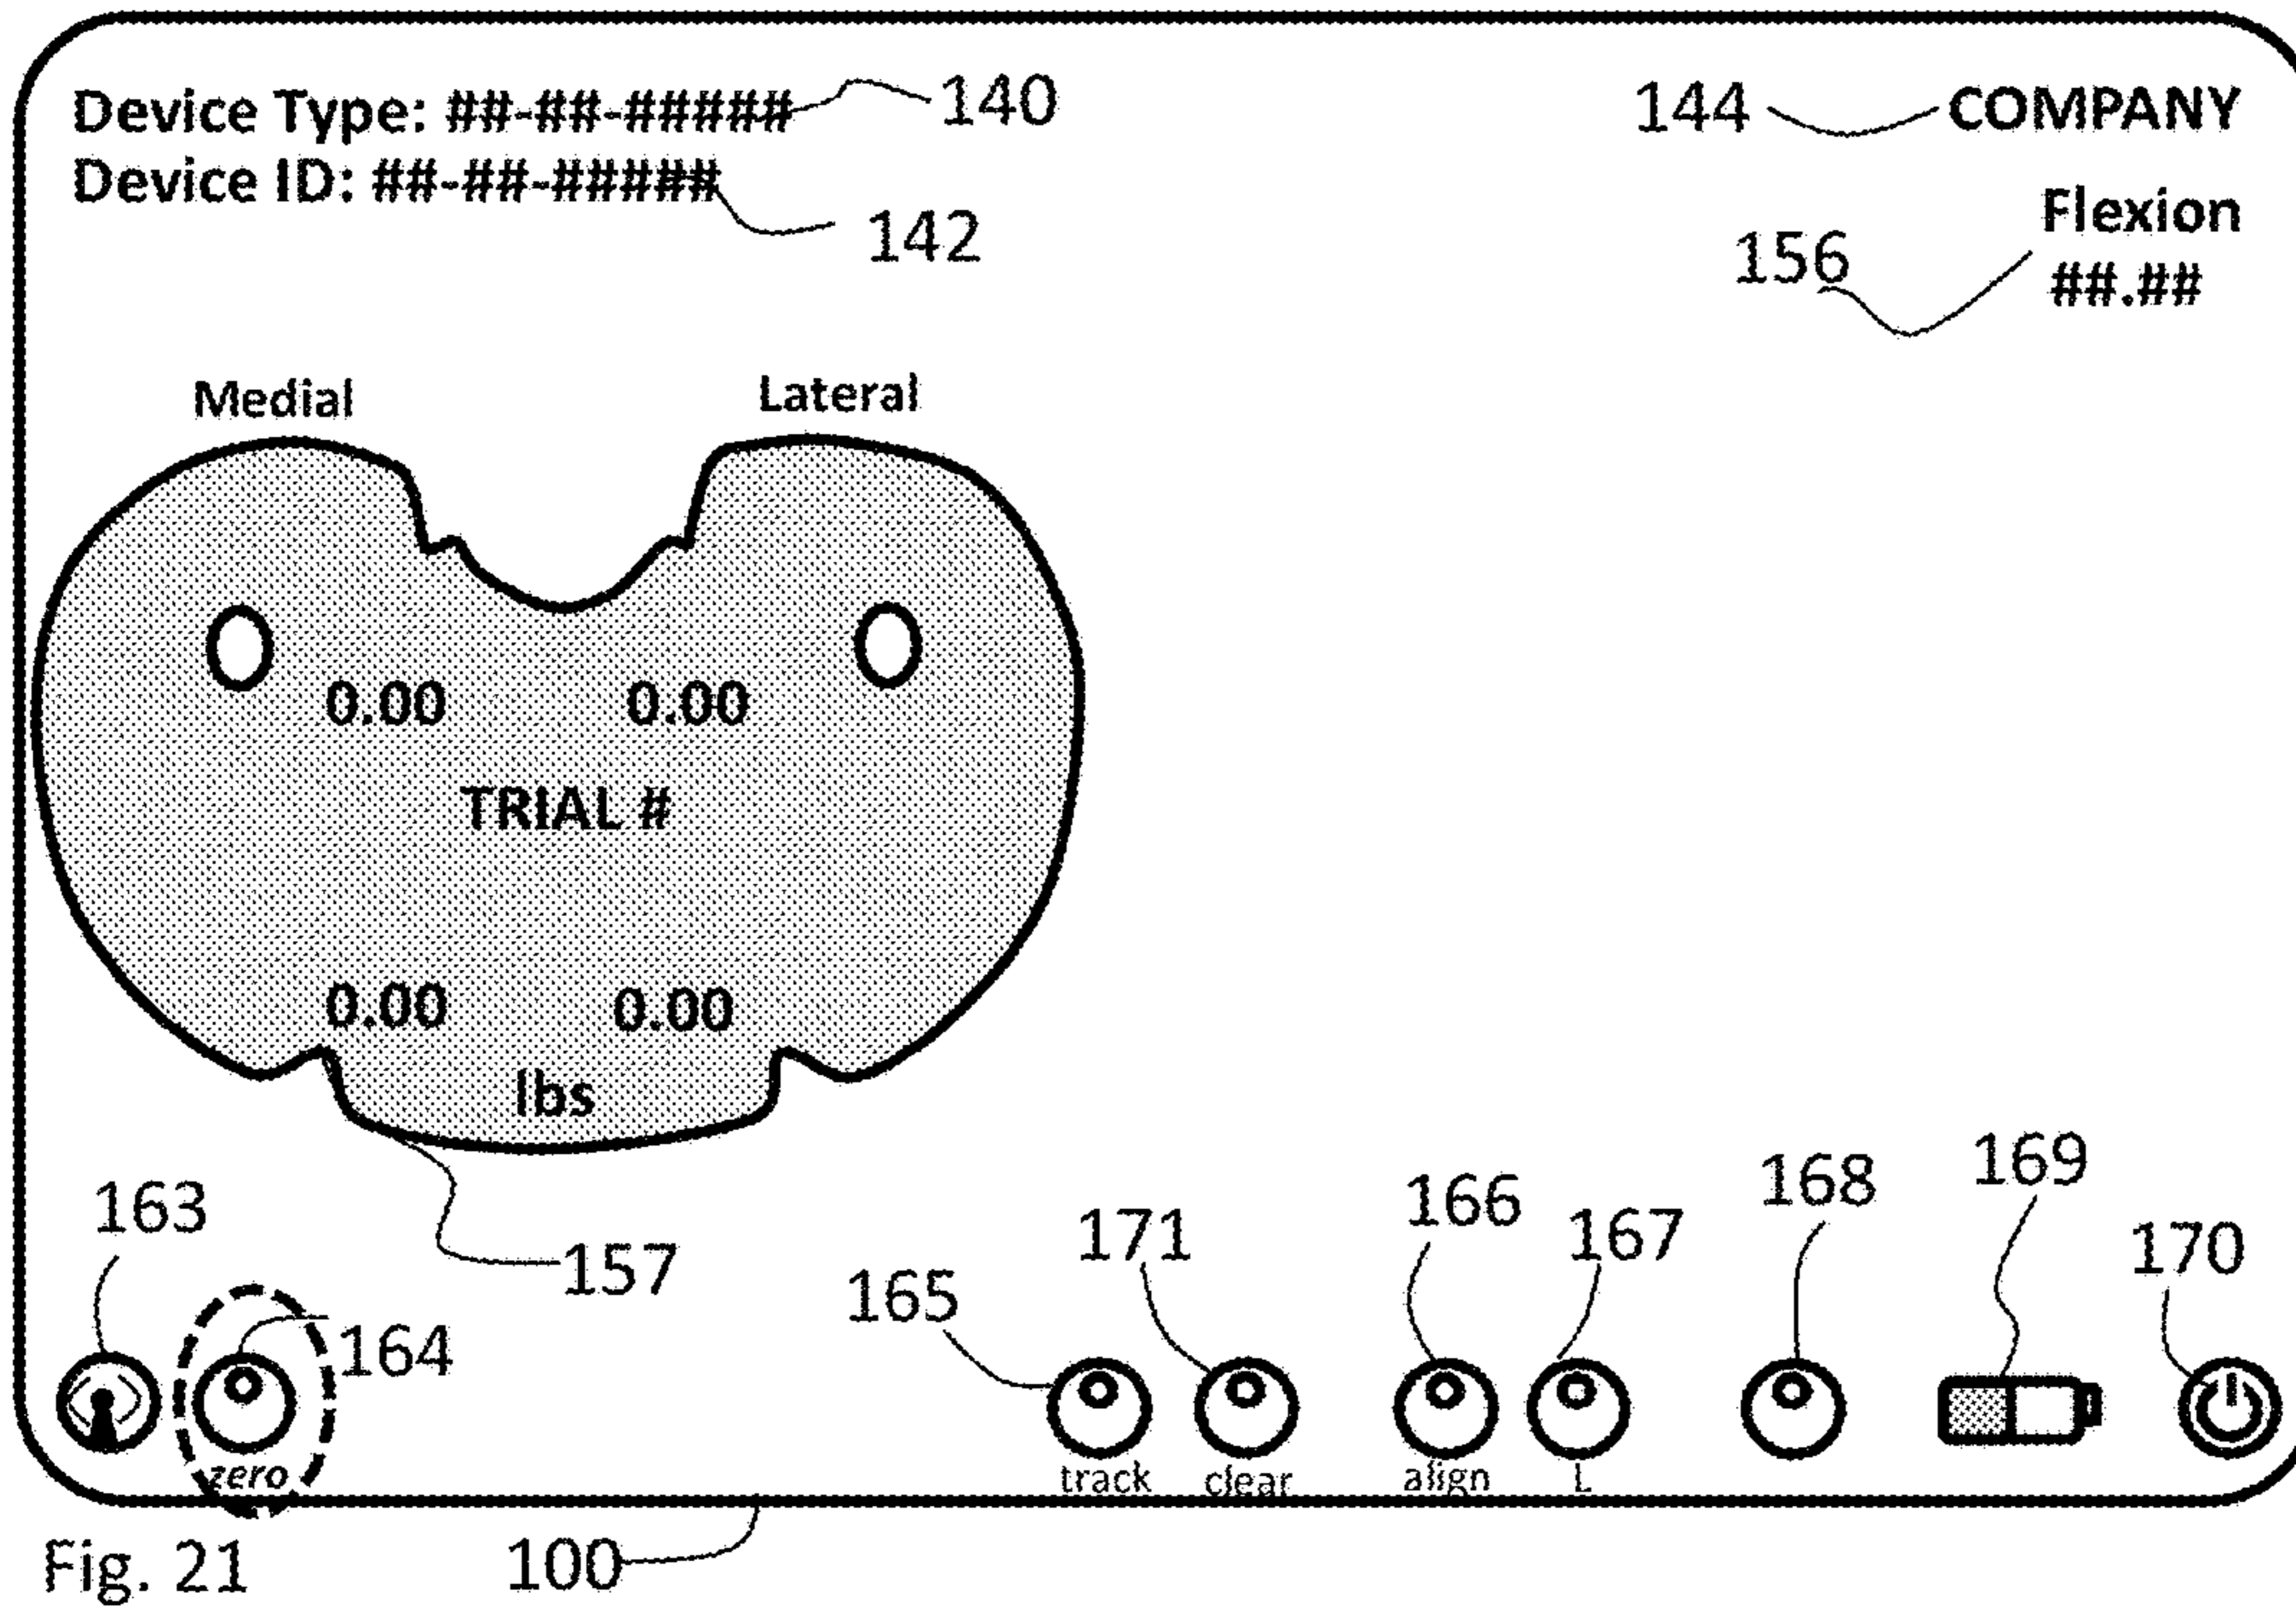 Device Type: ##-##-##### 140
144 COMPANY
Device ID: ##-##-#####
142
Flexion
156
##.##
Medial
Lateral
0.00 0.00
TRIAL #
0.00 0.00
lbs
163
157
164
165
171
166
167
168
169
170
zero
track
clear
align
L
100
Fig. 21